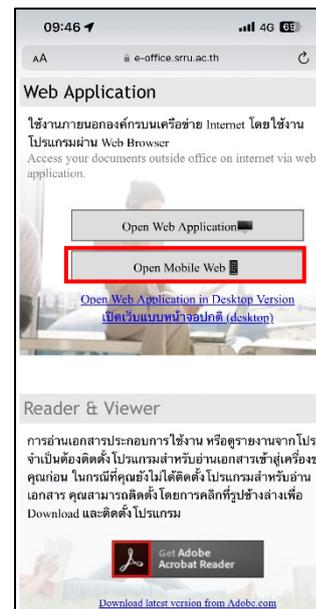 09:46
4G 69
AA e-office.srru.ac.th
Web Application
ใช้งานภายนอกองค์กรบนเครือข่าย Internet โดยใช้งาน
โปรแกรมผ่าน Web Browser
Access your documents outside office on internet via web
application.
Open Web Application
Open Mobile Web
Open Web Application in Desktop Version
เปิดเว็บแบบหน้าจอปกติ (desktop)
Reader & Viewer
การอ่านเอกสารประกอบการใช้งาน หรือดูรายงานจากโปร
จำเป็นต้องติดตั้งโปรแกรมสำหรับอ่านเอกสารเข้าสู่เครื่องข
คุณก่อน ในกรณีที่คุณยังไม่ได้ติดตั้งโปรแกรมสำหรับอ่าน
เอกสาร คุณสามารถติดตั้งโดยการคลิกที่รูปข้างล่างเพื่อ
Download และติดตั้งโปรแกรม
Get Adobe
Acrobat Reader
Download latest version from Adobe.com